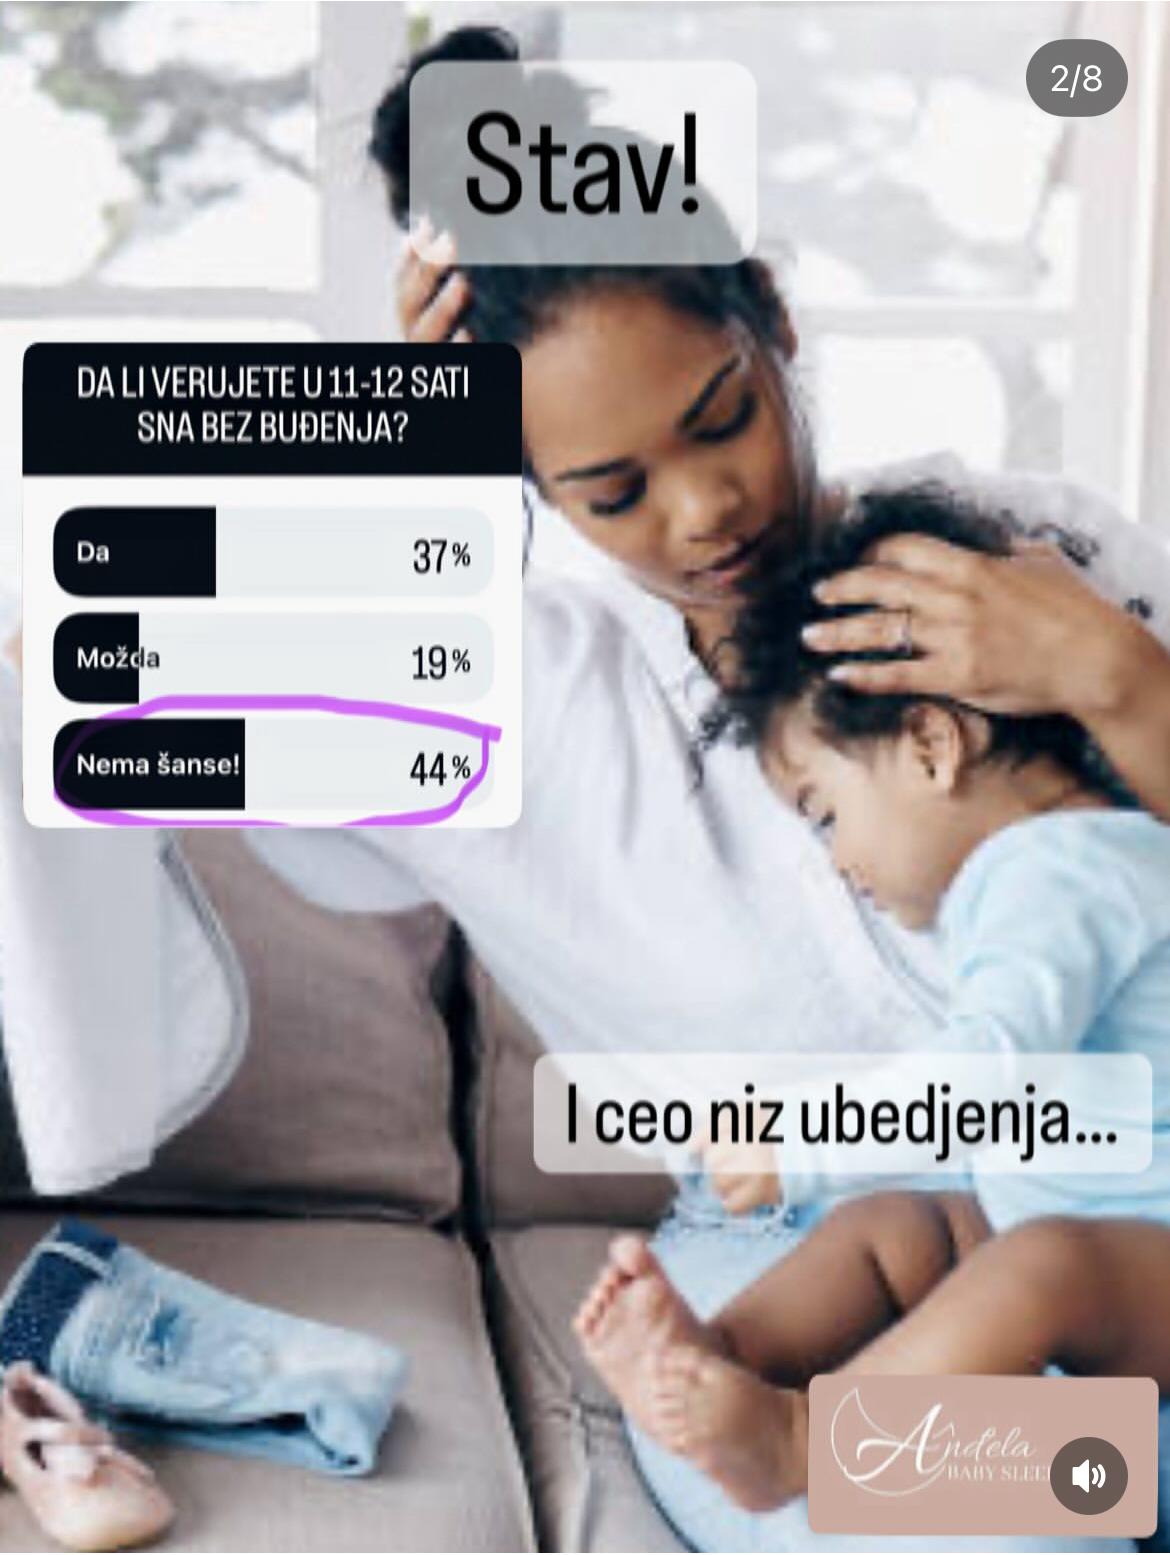 2/8
Stav!
DA LI VERUJETE U 11-12 SATI
SNA BEZ BUĐENJA?
Da 37%
Možda 19%
Nema šanse! 44%
I ceo niz ubedjenja...
Anđela
BABY SLEE